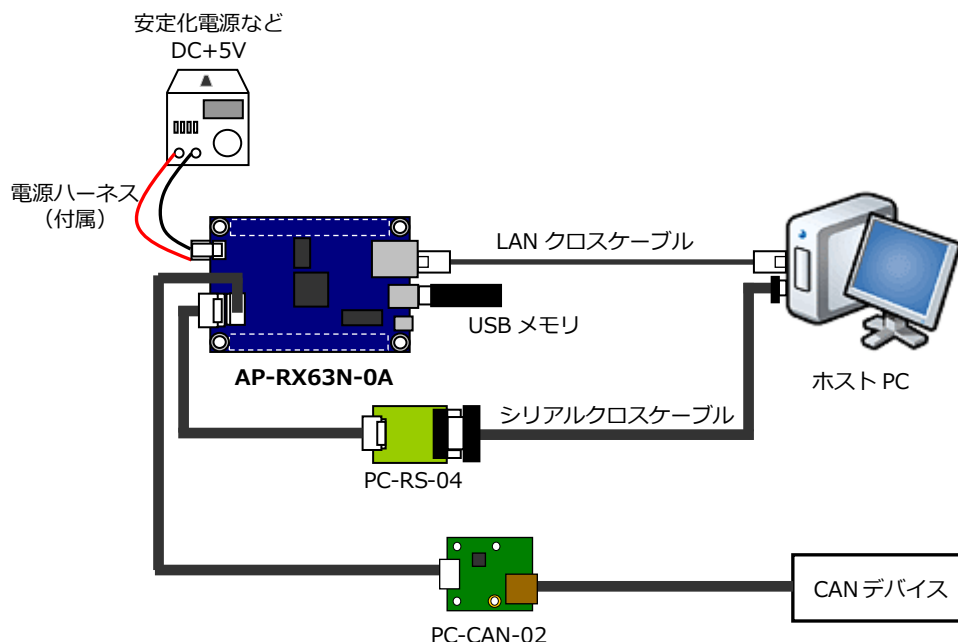 安定化電源など
DC+5V
電源ハーネス
（付属）
LAN クロスケーブル
USB メモリ
AP-RX63N-0A
ホスト PC
シリアルクロスケーブル
PC-RS-04
CAN デバイス
PC-CAN-02